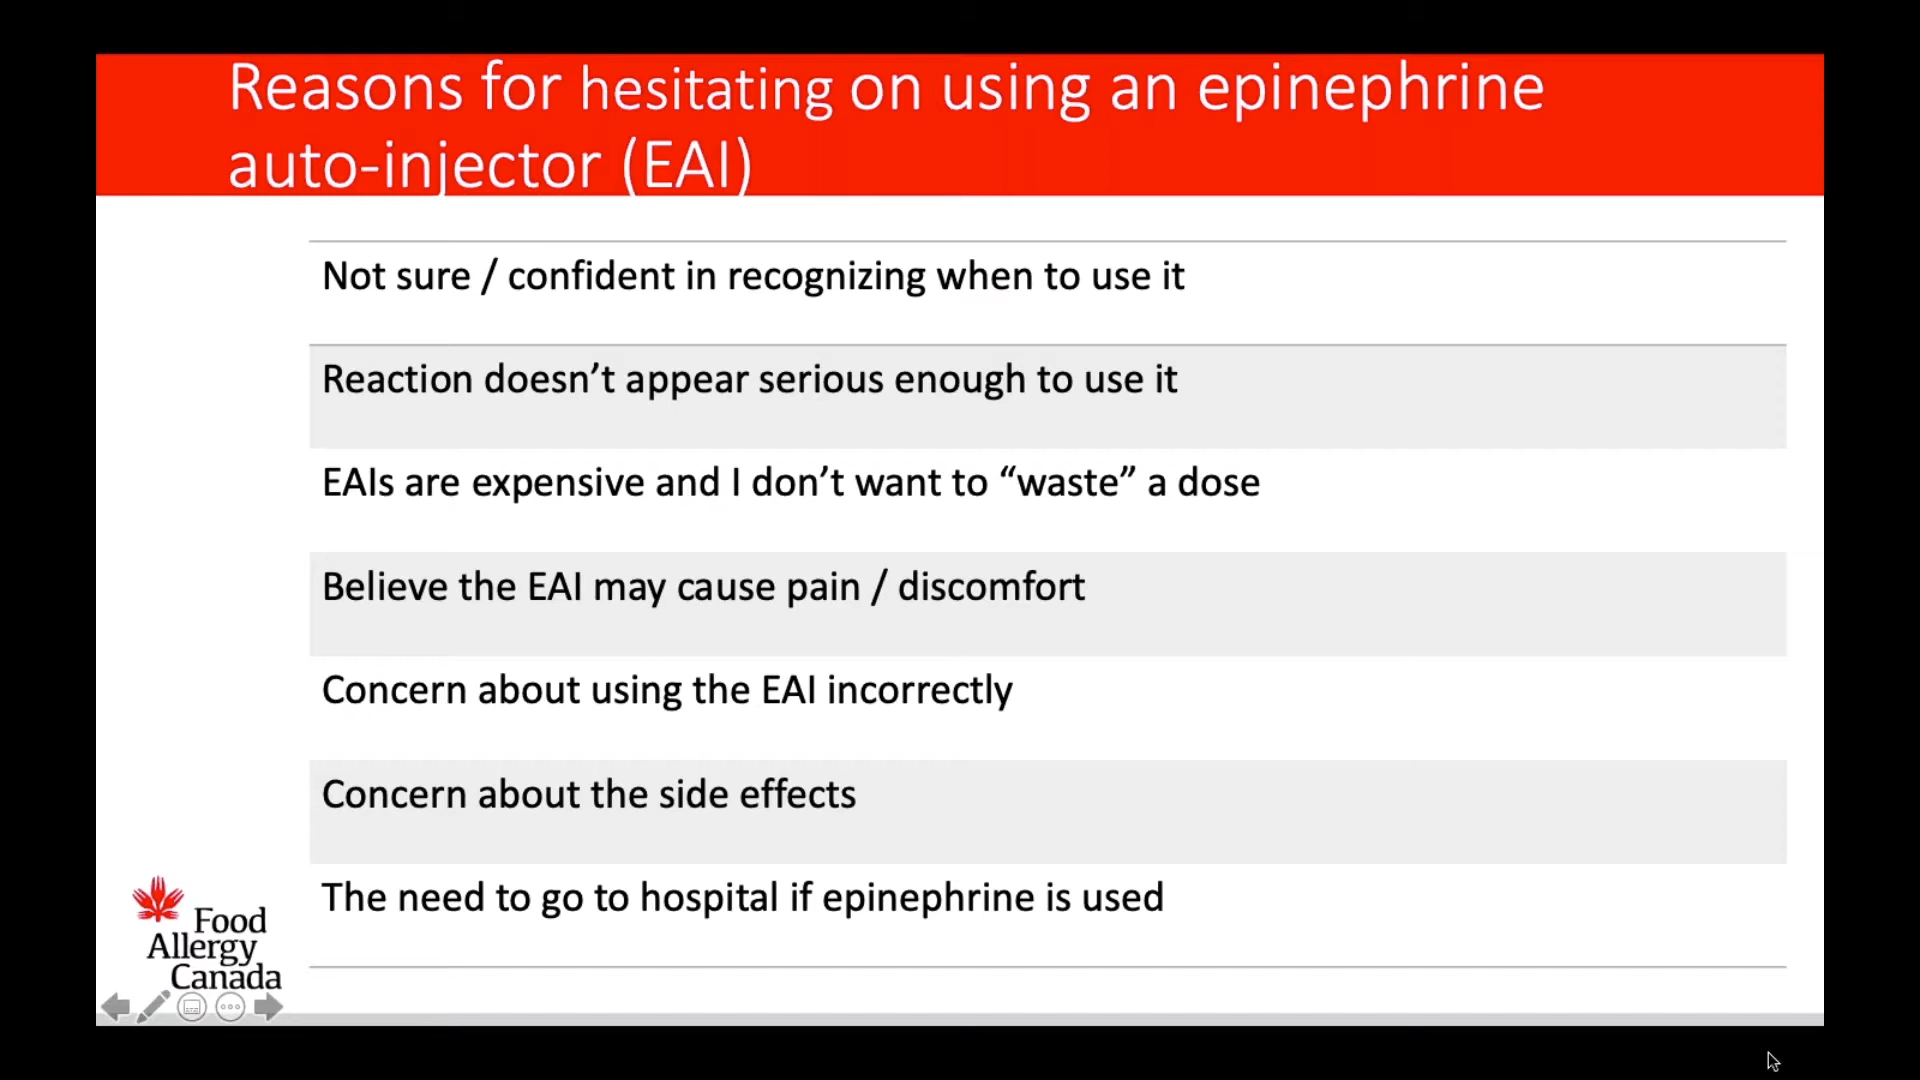 Reasons for hesitating on using an epinephrine
auto-injector (EAI)
Not sure / confident in recognizing when to use it
Reaction doesn’t appear serious enough to use it
EAIs are expensive and I don’t want to “waste” a dose
Believe the EAI may cause pain / discomfort
Concern about using the EAI incorrectly
Concern about the side effects
The need to go to hospital if epinephrine is used
Food
Allergy
Canada